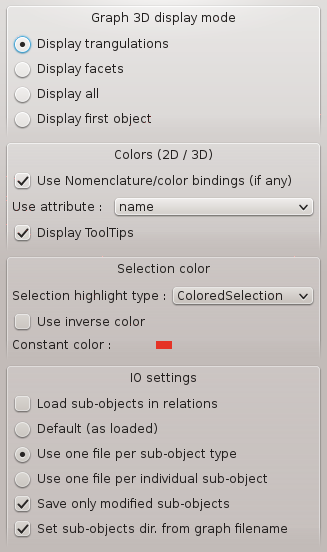 Graph 3D display mode
Display trangulations
Display facets
Display all
Display first object
Colors (2D / 3D)
Use Nomenclature/color bindings (if any)
Use attribute : name
Display ToolTips
Selection color
Selection highlight type : ColoredSelection
Use inverse color
Constant color :
IO settings
Load sub-objects in relations
Default (as loaded)
Use one file per sub-object type
Use one file per individual sub-object
Save only modified sub-objects
Set sub-objects dir. from graph filename